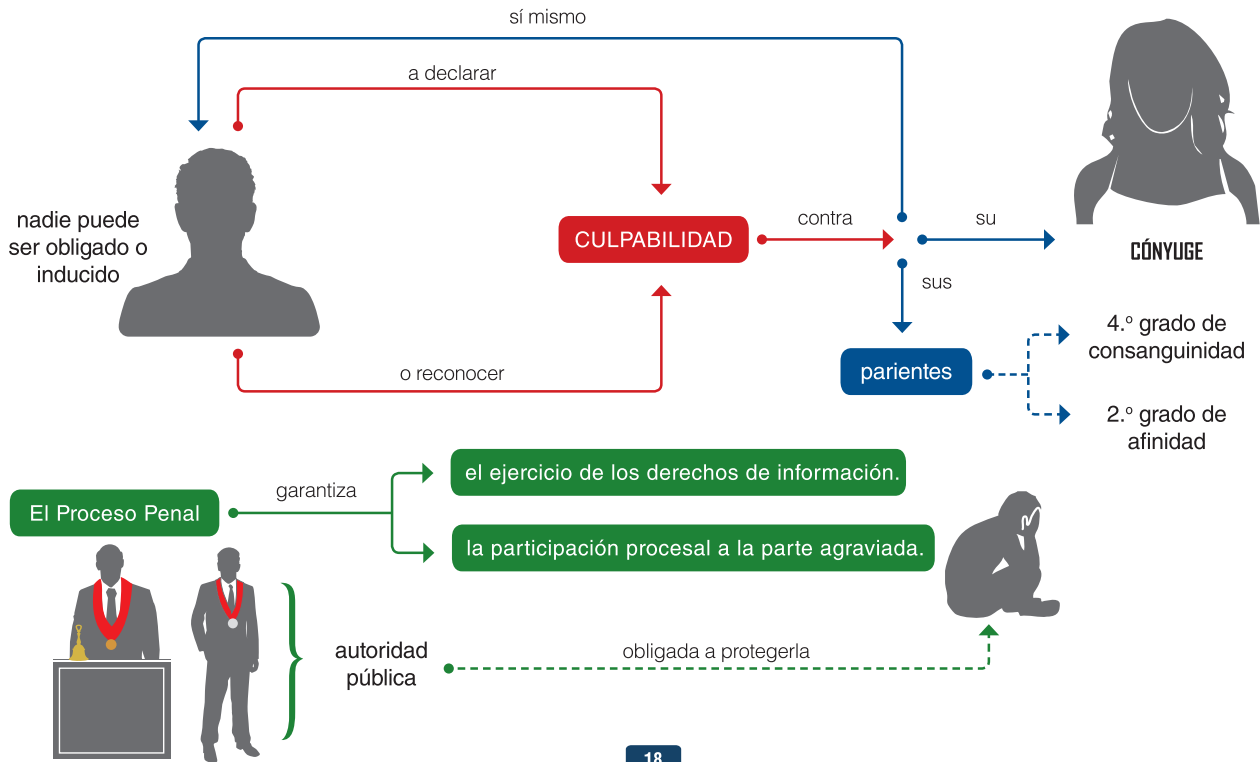 sí mismo
a declarar
nadie puede
ser obligado o
inducido
CULPABILIDAD
contra
su
CÓNYUGE
sus
o reconocer
parientes
4.º grado de
consanguinidad
2.º grado de
afinidad
El Proceso Penal
garantiza
el ejercicio de los derechos de información.
la participación procesal a la parte agraviada.
autoridad
pública
obligada a protegerla
18